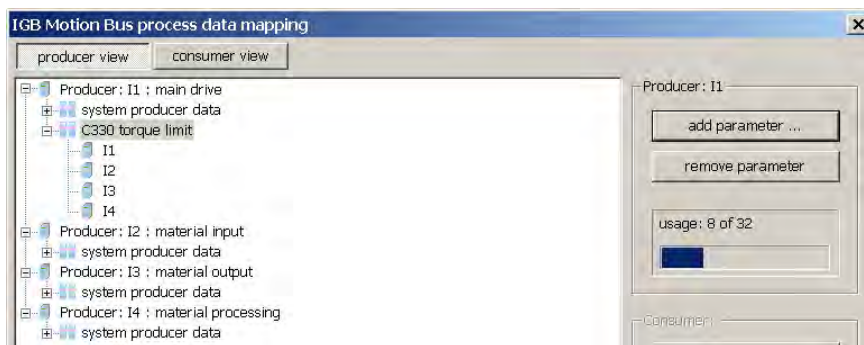 IGB Motion Bus process data mapping
producer view
consumer view
Producer: I1 : main drive
system producer data
C330 torque limit
I1
I2
I3
I4
Producer: I2 : material input
system producer data
Producer: I3 : material output
system producer data
Producer: I4 : material processing
system producer data
Producer: I1
add parameter ...
remove parameter
usage: 8 of 32
Consumer: